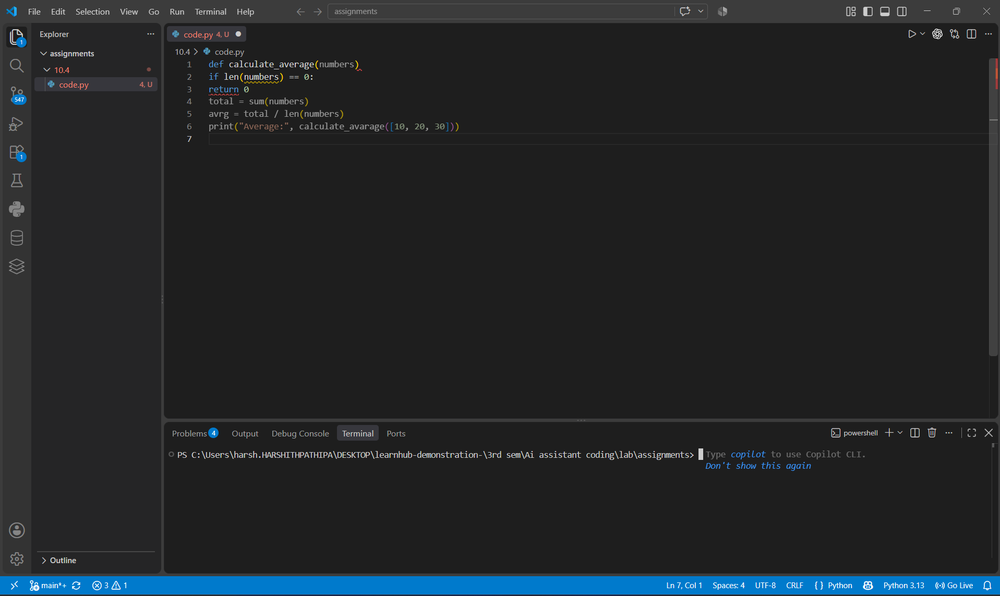 File Edit Selection View Go Run Terminal Help
assignments
Explorer
assignments
10.4
code.py 4, U
Outline
1
547
1
code.py 4, U
10.4 > code.py
1 def calculate_average(numbers)
2 if len(numbers) == 0:
3 return 0
4 total = sum(numbers)
5 avrg = total / len(numbers)
6 print("Average:", calculate_avarage([10, 20, 30]))
7
Problems 4 Output Debug Console Terminal Ports
powershell
PS C:\Users\harsh.HARSHITHPATHIPA\DESKTOP\learnhub-demonstration-\3rd sem\Ai assistant coding\lab\assignments> Type copilot to use Copilot CLI.
Don't show this again
main*+ 3 1
Ln 7, Col 1 Spaces: 4 UTF-8 CRLF { } Python Python 3.13 Go Live